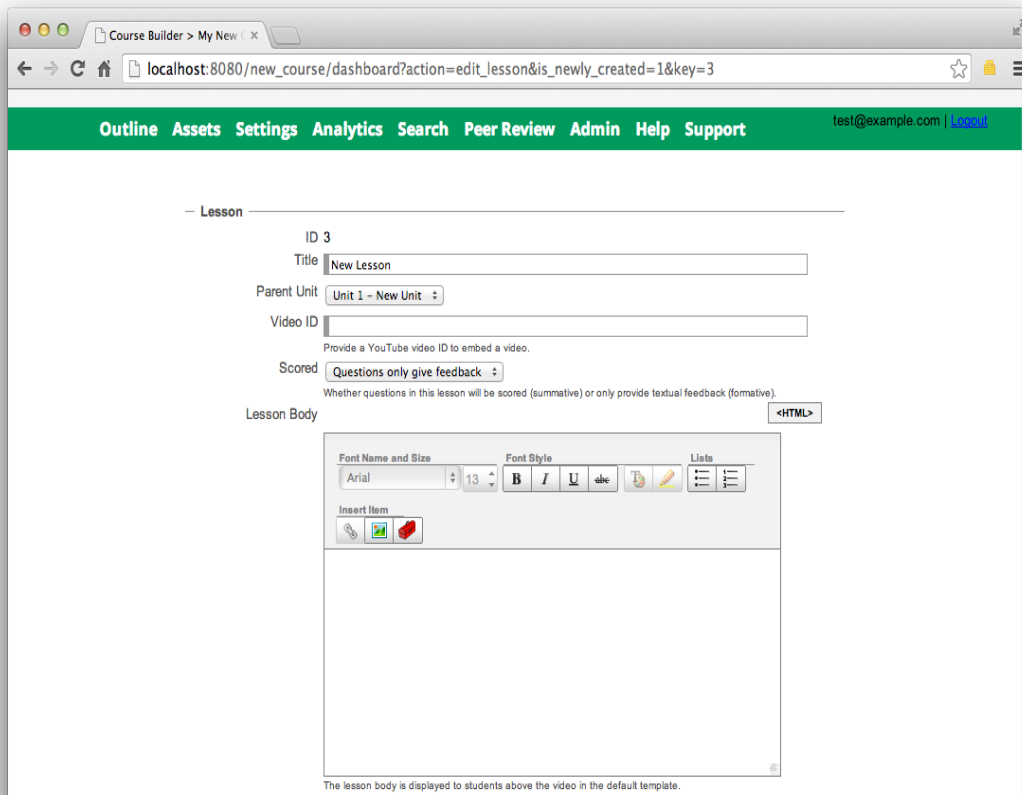 Course Builder > My New C
localhost:8080/new_course/dashboard?action=edit_lesson&is_newly_created=1&key=3
Outline Assets Settings Analytics Search Peer Review Admin Help Support
test@example.com | Logout
Lesson
ID 3
Title New Lesson
Parent Unit Unit 1 – New Unit
Video ID
Provide a YouTube video ID to embed a video.
Scored Questions only give feedback
Whether questions in this lesson will be scored (summative) or only provide textual feedback (formative).
Lesson Body <HTML>
Font Name and Size Font Style Lists
Arial 13 B I U abc
Insert Item
The lesson body is displayed to students above the video in the default template.